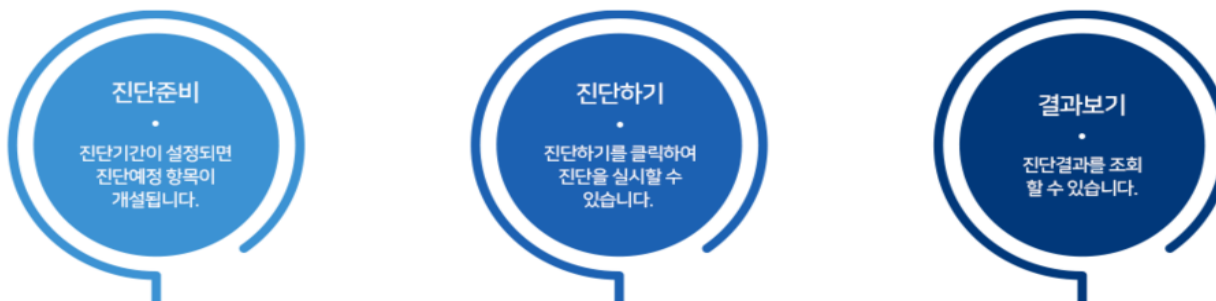 진단준비
진단기간이 설정되면
진단예정 항목이
개설됩니다.
진단하기
진단하기를 클릭하여
진단을 실시할 수
있습니다.
결과보기
진단결과를 조회
할 수 있습니다.